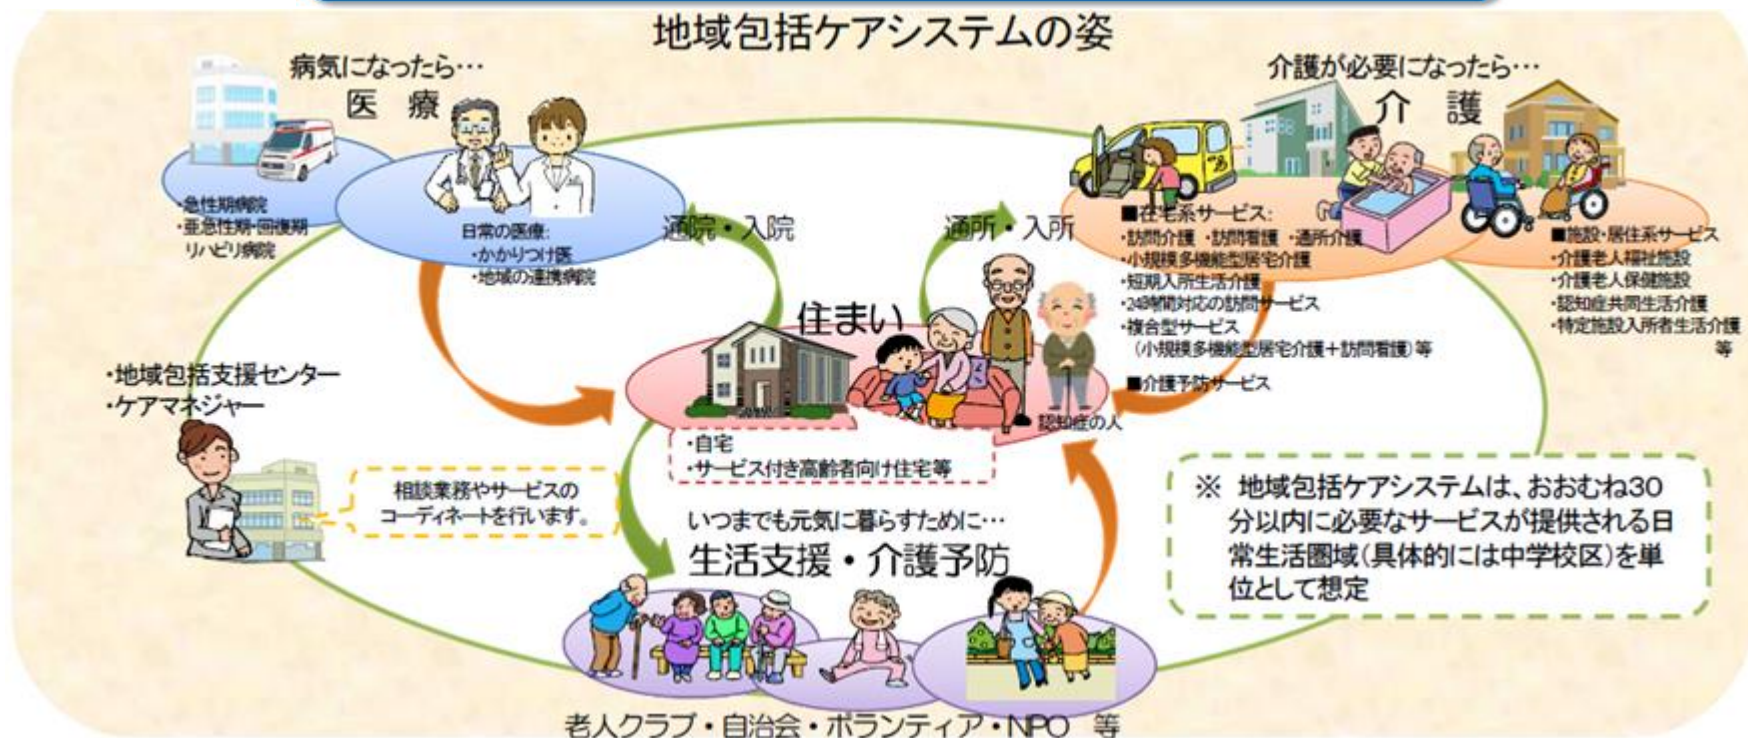 地域包括ケアシステムの姿
病気になったら…
医 療
・急性期病院
・亜急性期・回復期
リハビリ病院
日常の医療:
・かかりつけ医
・地域の連携病院
通院・入院
通所・入所
介護が必要になったら…
介 護
■在宅系サービス:
・訪問介護 ・訪問看護 ・通所介護
・小規模多機能型居宅介護
・短期入所生活介護
・24時間対応の訪問サービス
・複合型サービス
(小規模多機能型居宅介護+訪問看護)等
■介護予防サービス
■施設・居住系サービス
・介護老人福祉施設
・介護老人保健施設
・認知症共同生活介護
・特定施設入所者生活介護
等
住まい
認知症の人
・自宅
・サービス付き高齢者向け住宅等
・地域包括支援センター
・ケアマネジャー
相談業務やサービスの
コーディネートを行います。
いつまでも元気に暮らすために…
生活支援・介護予防
老人クラブ・自治会・ボランティア・NPO 等
※ 地域包括ケアシステムは、おおむね30
分以内に必要なサービスが提供される日
常生活圏域(具体的には中学校区)を単
位として想定